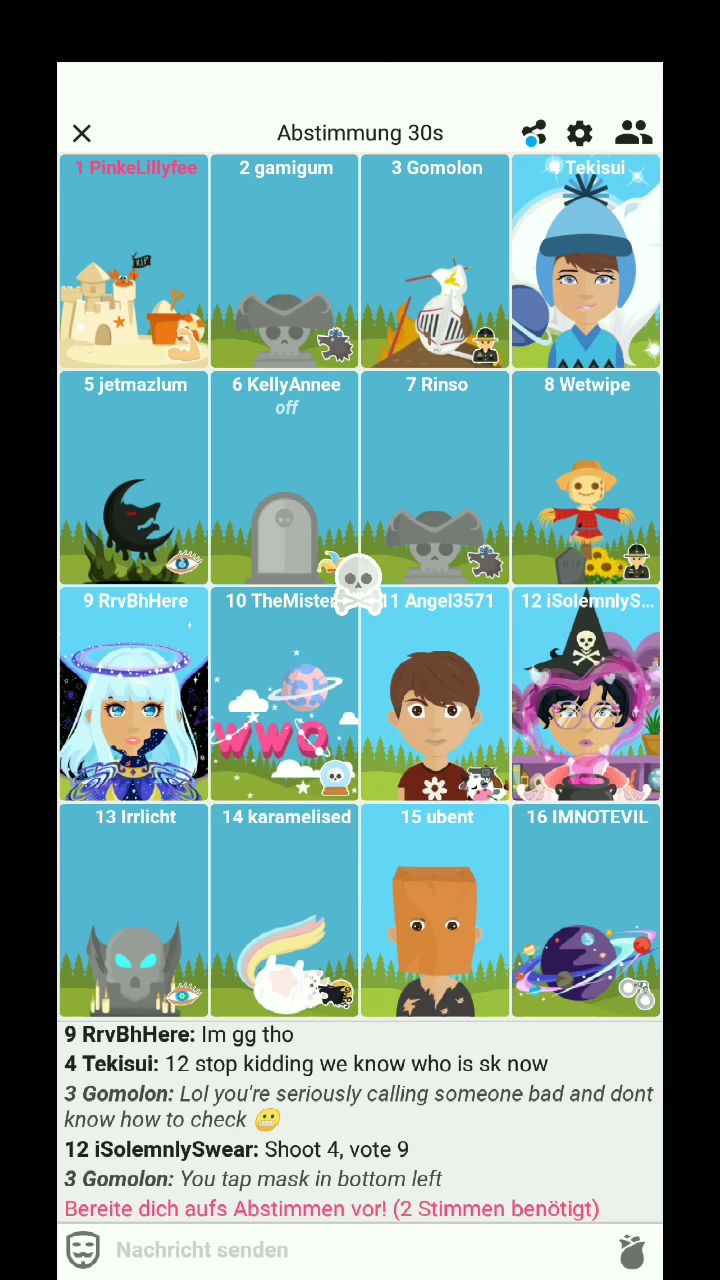 Abstimmung 30s
1 PinkeLillyfee
2 gamigum
3 Gomolon
4 Tekisui
RIP
5 jetmazlum
6 KellyAnnee
7 Rinso
8 Wetwipe
off
RIP
9 RrvBhHere
10 TheMister
11 Angel3571
12 iSolemnlyS...
WWO
13 Irrlicht
14 karamelised
15 ubent
16 IMNOTEVIL
9 RrvBhHere: Im gg tho
4 Tekisui: 12 stop kidding we know who is sk now
3 Gomolon: Lol you're seriously calling someone bad and dont
know how to check 😬
12 iSolemnlySwear: Shoot 4, vote 9
3 Gomolon: You tap mask in bottom left
Bereite dich aufs Abstimmen vor! (2 Stimmen benötigt)
Nachricht senden